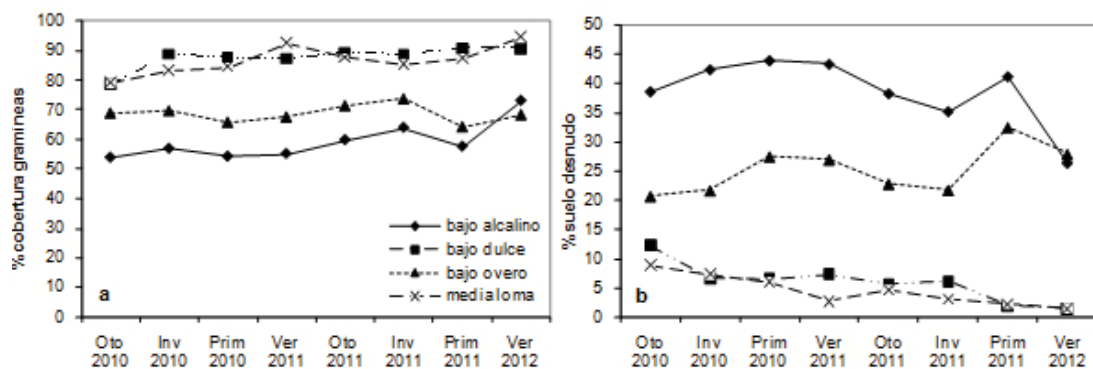 % cobertura gramineas
100
90
80
70
60
50
40
30
20
10
0
bajo alcalino
bajo dulce
bajo overo
media loma
a
Oto 2010
Inv 2010
Prim 2010
Ver 2011
Oto 2011
Inv 2011
Prim 2011
Ver 2012
% suelo desnudo
50
45
40
35
30
25
20
15
10
5
0
b
Oto 2010
Inv 2010
Prim 2010
Ver 2011
Oto 2011
Inv 2011
Prim 2011
Ver 2012